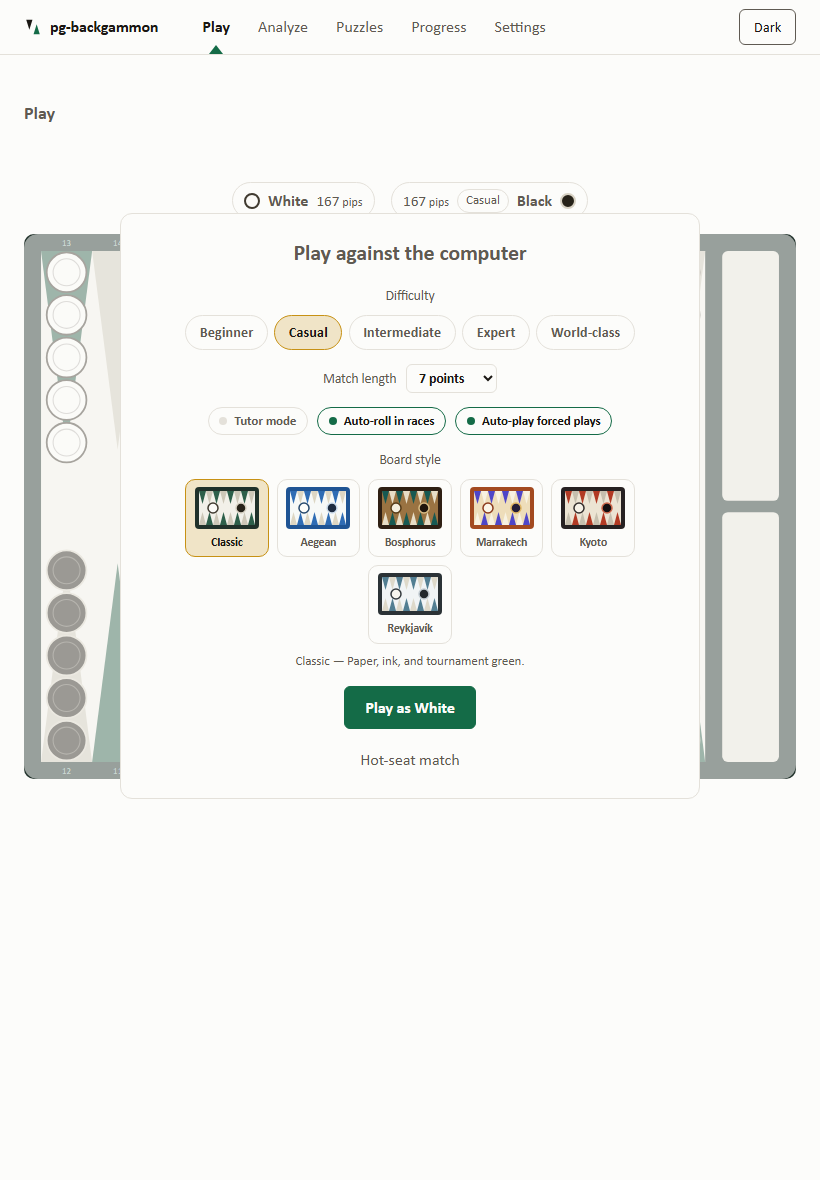 pg-backgammon Play Analyze Puzzles Progress Settings Dark
Play
White 167 pips 167 pips Casual Black
13
Play against the computer
Difficulty
Beginner Casual Intermediate Expert World-class
Match length 7 points
Tutor mode Auto-roll in races Auto-play forced plays
Board style
Classic Aegean Bosphorus Marrakech Kyoto
Reykjavík
Classic — Paper, ink, and tournament green.
Play as White
Hot-seat match
12